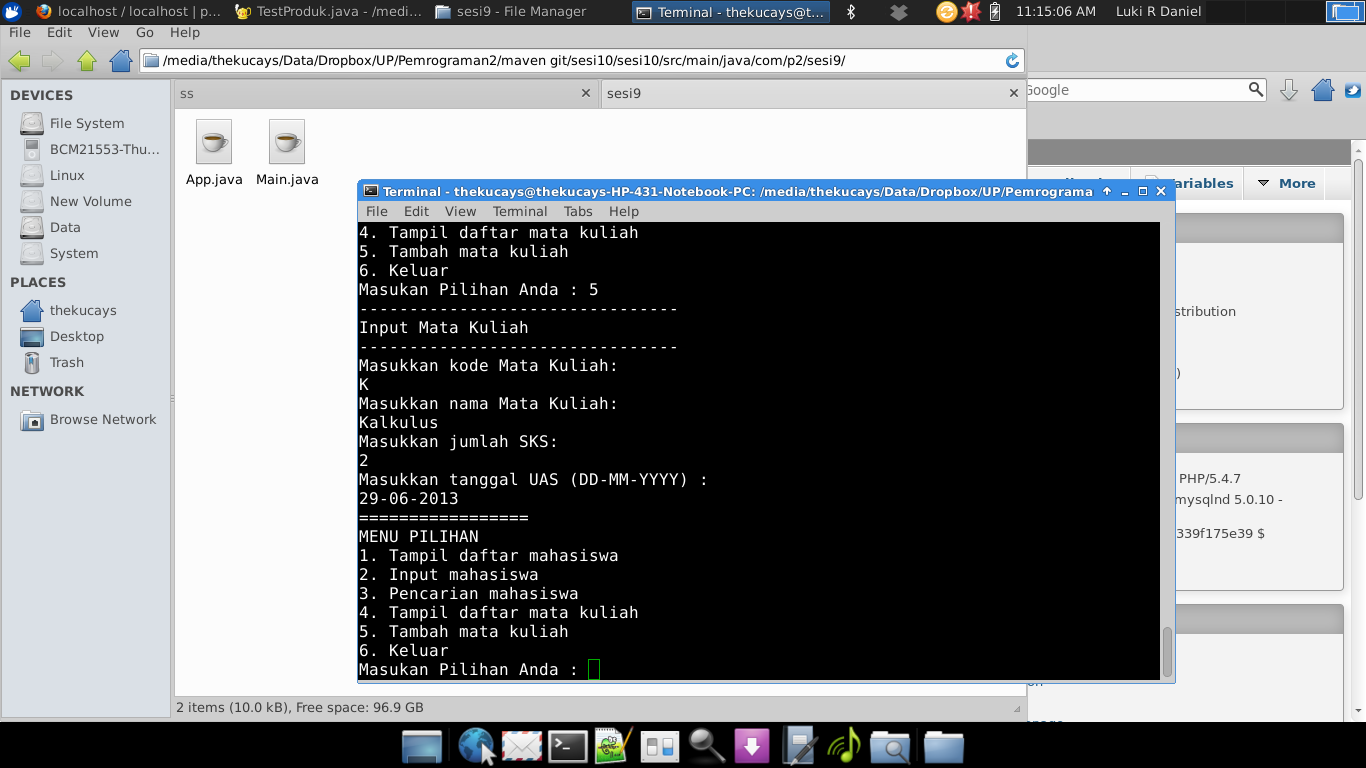 localhost / localhost | p...
TestProduk.java - /medi...
sesi9 - File Manager
Terminal - thekucays@t...
11:15:06 AM
Luki R Daniel
File Edit View Go Help
/media/thekucays/Data/Dropbox/UP/Pemrograman2/maven git/sesi10/sesi10/src/main/java/com/p2/sesi9/
Google
DEVICES
File System
BCM21553-Thu...
Linux
New Volume
Data
System
PLACES
thekucays
Desktop
Trash
NETWORK
Browse Network
ss
sesi9
App.java
Main.java
ariables
More
stribution
)
PHP/5.4.7
mysqlnd 5.0.10 -
339f175e39 $
Terminal - thekucays@thekucays-HP-431-Notebook-PC: /media/thekucays/Data/Dropbox/UP/Pemrograma
File Edit View Terminal Tabs Help
4. Tampil daftar mata kuliah
5. Tambah mata kuliah
6. Keluar
Masukan Pilihan Anda : 5
--------------------------------
Input Mata Kuliah
--------------------------------
Masukkan kode Mata Kuliah:
K
Masukkan nama Mata Kuliah:
Kalkulus
Masukkan jumlah SKS:
2
Masukkan tanggal UAS (DD-MM-YYYY) :
29-06-2013
=================
MENU PILIHAN
1. Tampil daftar mahasiswa
2. Input mahasiswa
3. Pencarian mahasiswa
4. Tampil daftar mata kuliah
5. Tambah mata kuliah
6. Keluar
Masukan Pilihan Anda :
2 items (10.0 kB), Free space: 96.9 GB